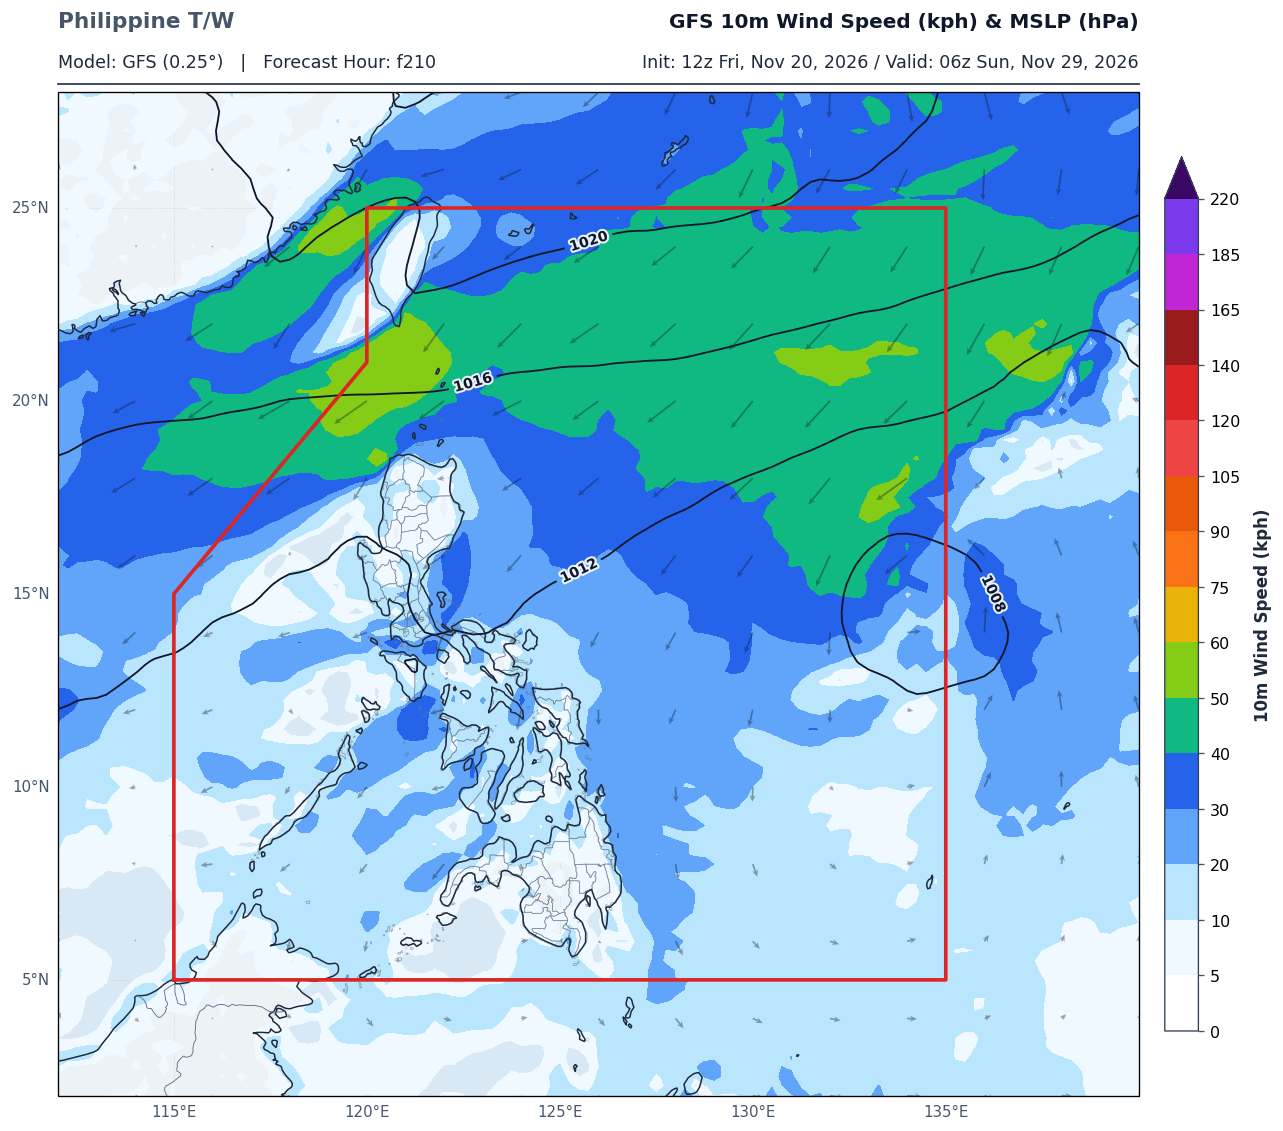 Philippine T/W
GFS 10m Wind Speed (kph) & MSLP (hPa)
Model: GFS (0.25°) | Forecast Hour: f210
Init: 12z Fri, Nov 20, 2026 / Valid: 06z Sun, Nov 29, 2026
25°N
20°N
15°N
10°N
5°N
115°E
120°E
125°E
130°E
135°E
1020
1016
1012
1008
220
185
165
140
120
105
90
75
60
50
40
30
20
10
5
0
10m Wind Speed (kph)